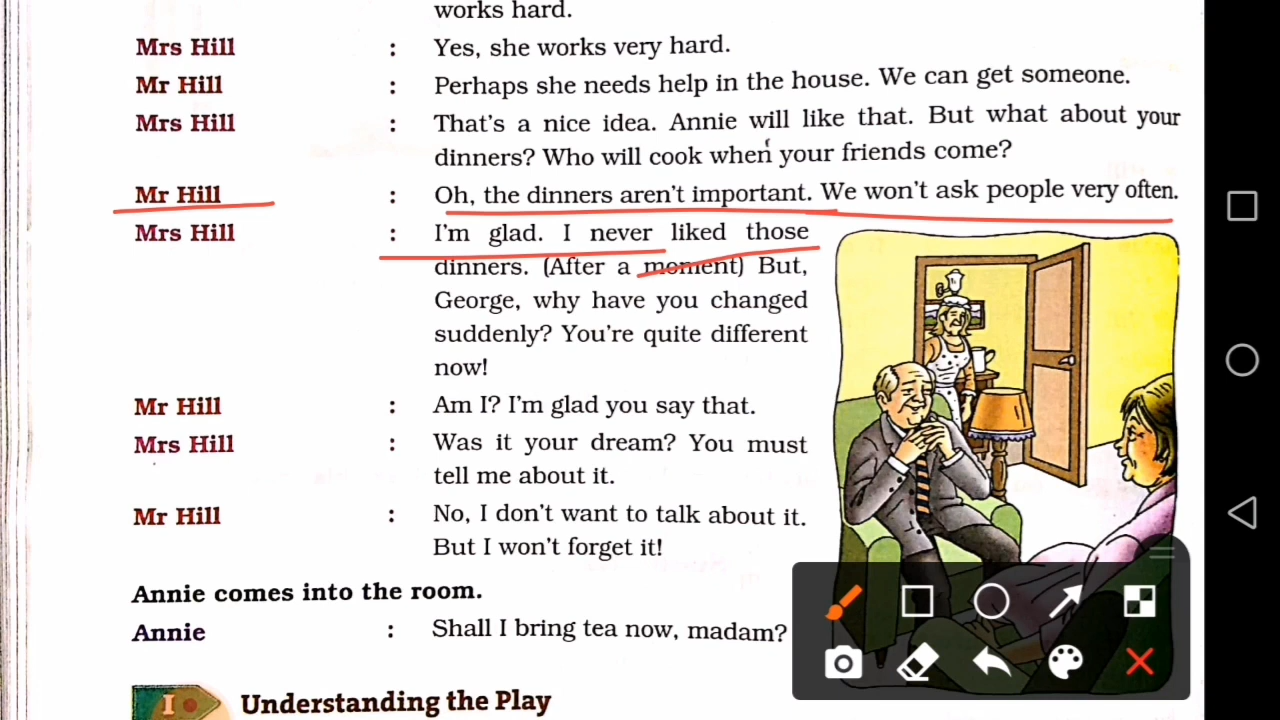 works hard.
Mrs Hill : Yes, she works very hard.
Mr Hill : Perhaps she needs help in the house. We can get someone.
Mrs Hill : That's a nice idea. Annie will like that. But what about your
dinners? Who will cook when your friends come?
Mr Hill : Oh, the dinners aren't important. We won't ask people very often.
Mrs Hill : I'm glad. I never liked those
dinners. (After a moment) But,
George, why have you changed
suddenly? You're quite different
now!
Mr Hill : Am I? I'm glad you say that.
Mrs Hill : Was it your dream? You must
tell me about it.
Mr Hill : No, I don't want to talk about it.
But I won't forget it!
Annie comes into the room.
Annie : Shall I bring tea now, madam?
I
Understanding the Play